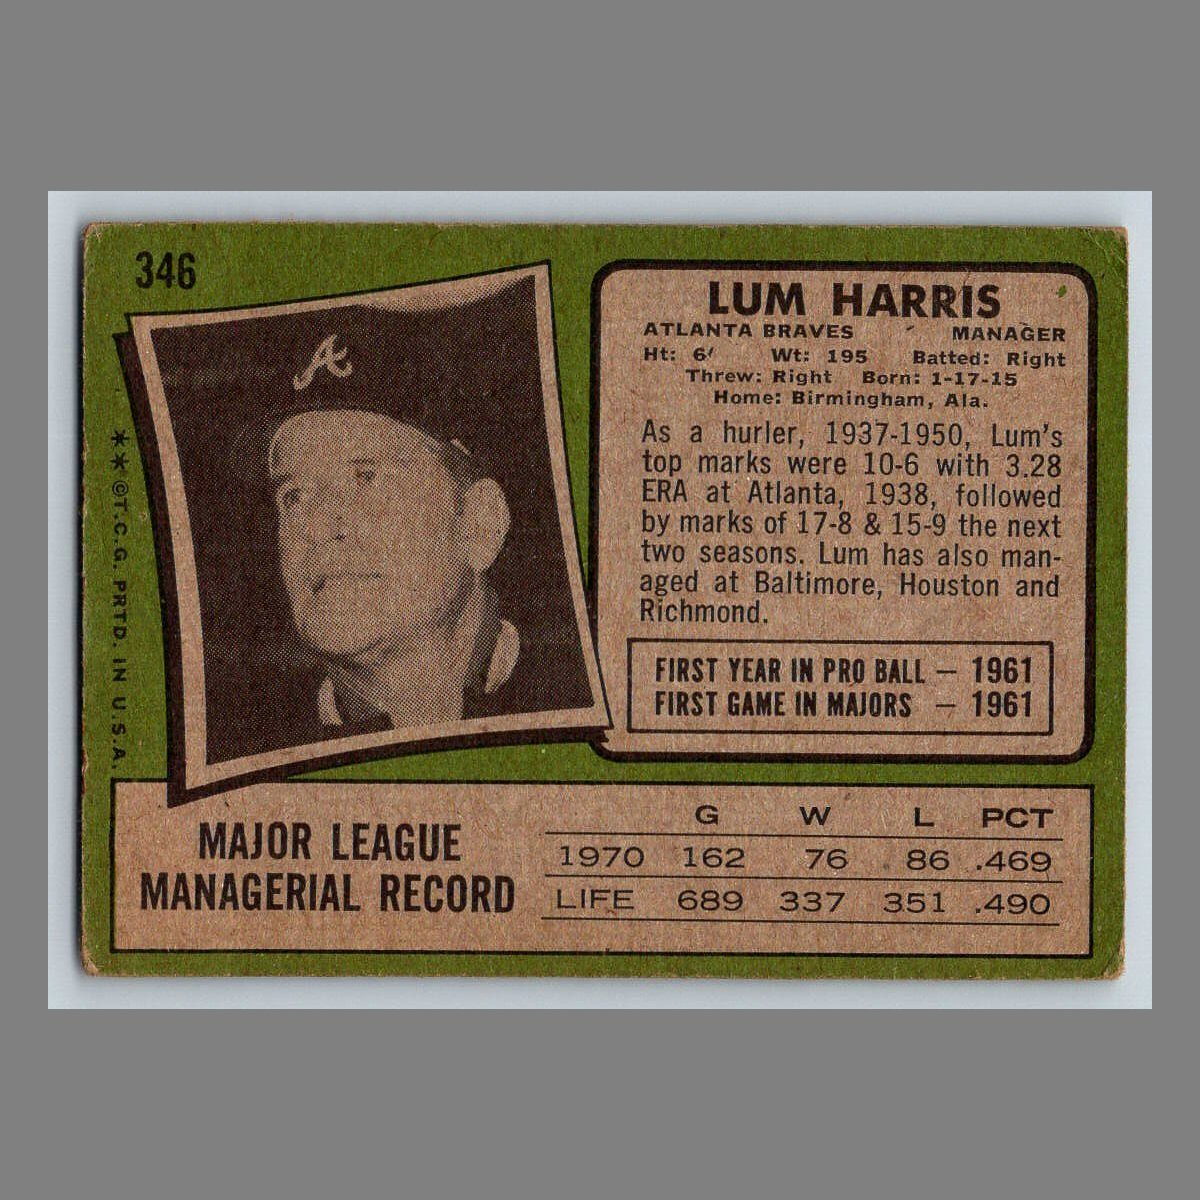 346
A
**©T.C.G. PRTD. IN U.S.A.
LUM HARRIS
ATLANTA BRAVES MANAGER
Ht: 6' Wt: 195 Batted: Right
Threw: Right Born: 1-17-15
Home: Birmingham, Ala.
As a hurler, 1937-1950, Lum's
top marks were 10-6 with 3.28
ERA at Atlanta, 1938, followed
by marks of 17-8 & 15-9 the next
two seasons. Lum has also man-
aged at Baltimore, Houston and
Richmond.
FIRST YEAR IN PRO BALL — 1961
FIRST GAME IN MAJORS — 1961
MAJOR LEAGUE
MANAGERIAL RECORD
G W L PCT
1970 162 76 86 .469
LIFE 689 337 351 .490